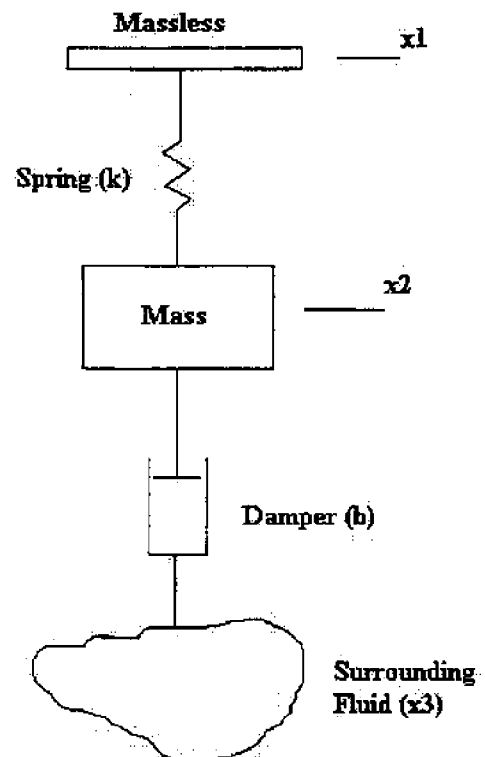 Massless
x1
Spring (k)
x2
Mass
Damper (b)
Surrounding
Fluid (x3)